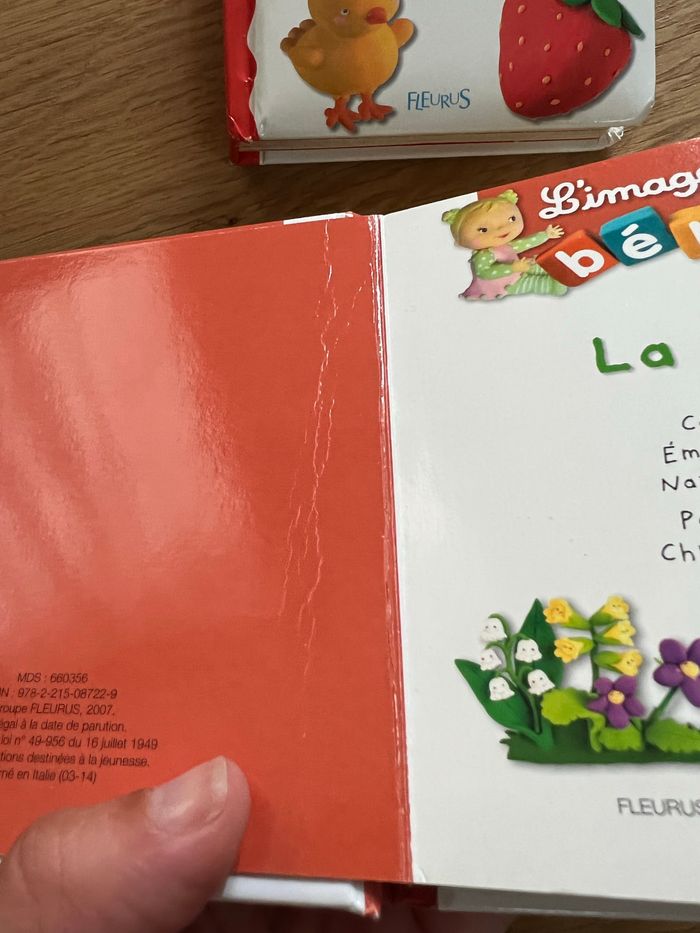 FLEURUS
L'imag
bé
La
MDS : 660356
N : 978-2-215-08722-9
roupe FLEURUS, 2007.
égal à la date de parution.
loi n° 49-956 du 16 juillet 1949
tions destinées à la jeunesse.
mé en Italie (03-14)
C
Ém
Na
P
Ch
FLEURUS